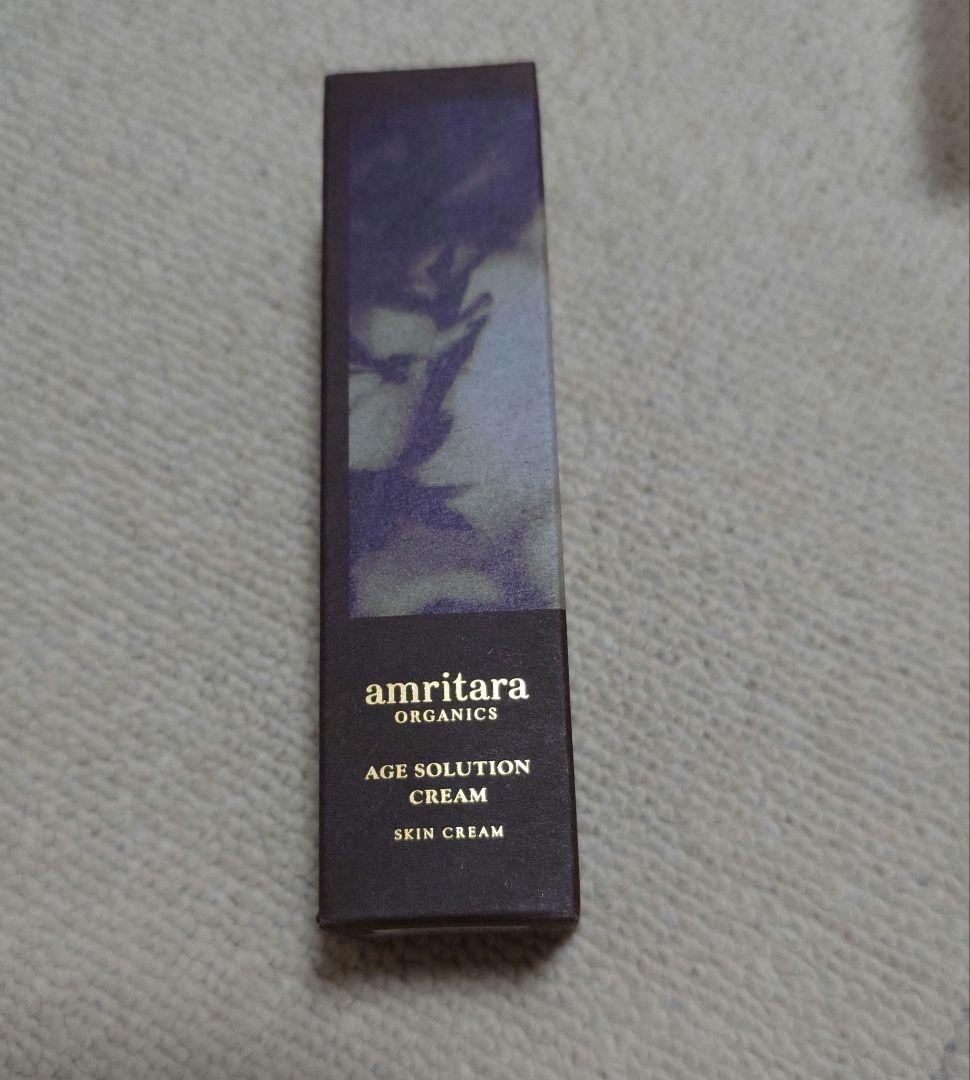 amritara
ORGANICS
AGE SOLUTION
CREAM
SKIN CREAM